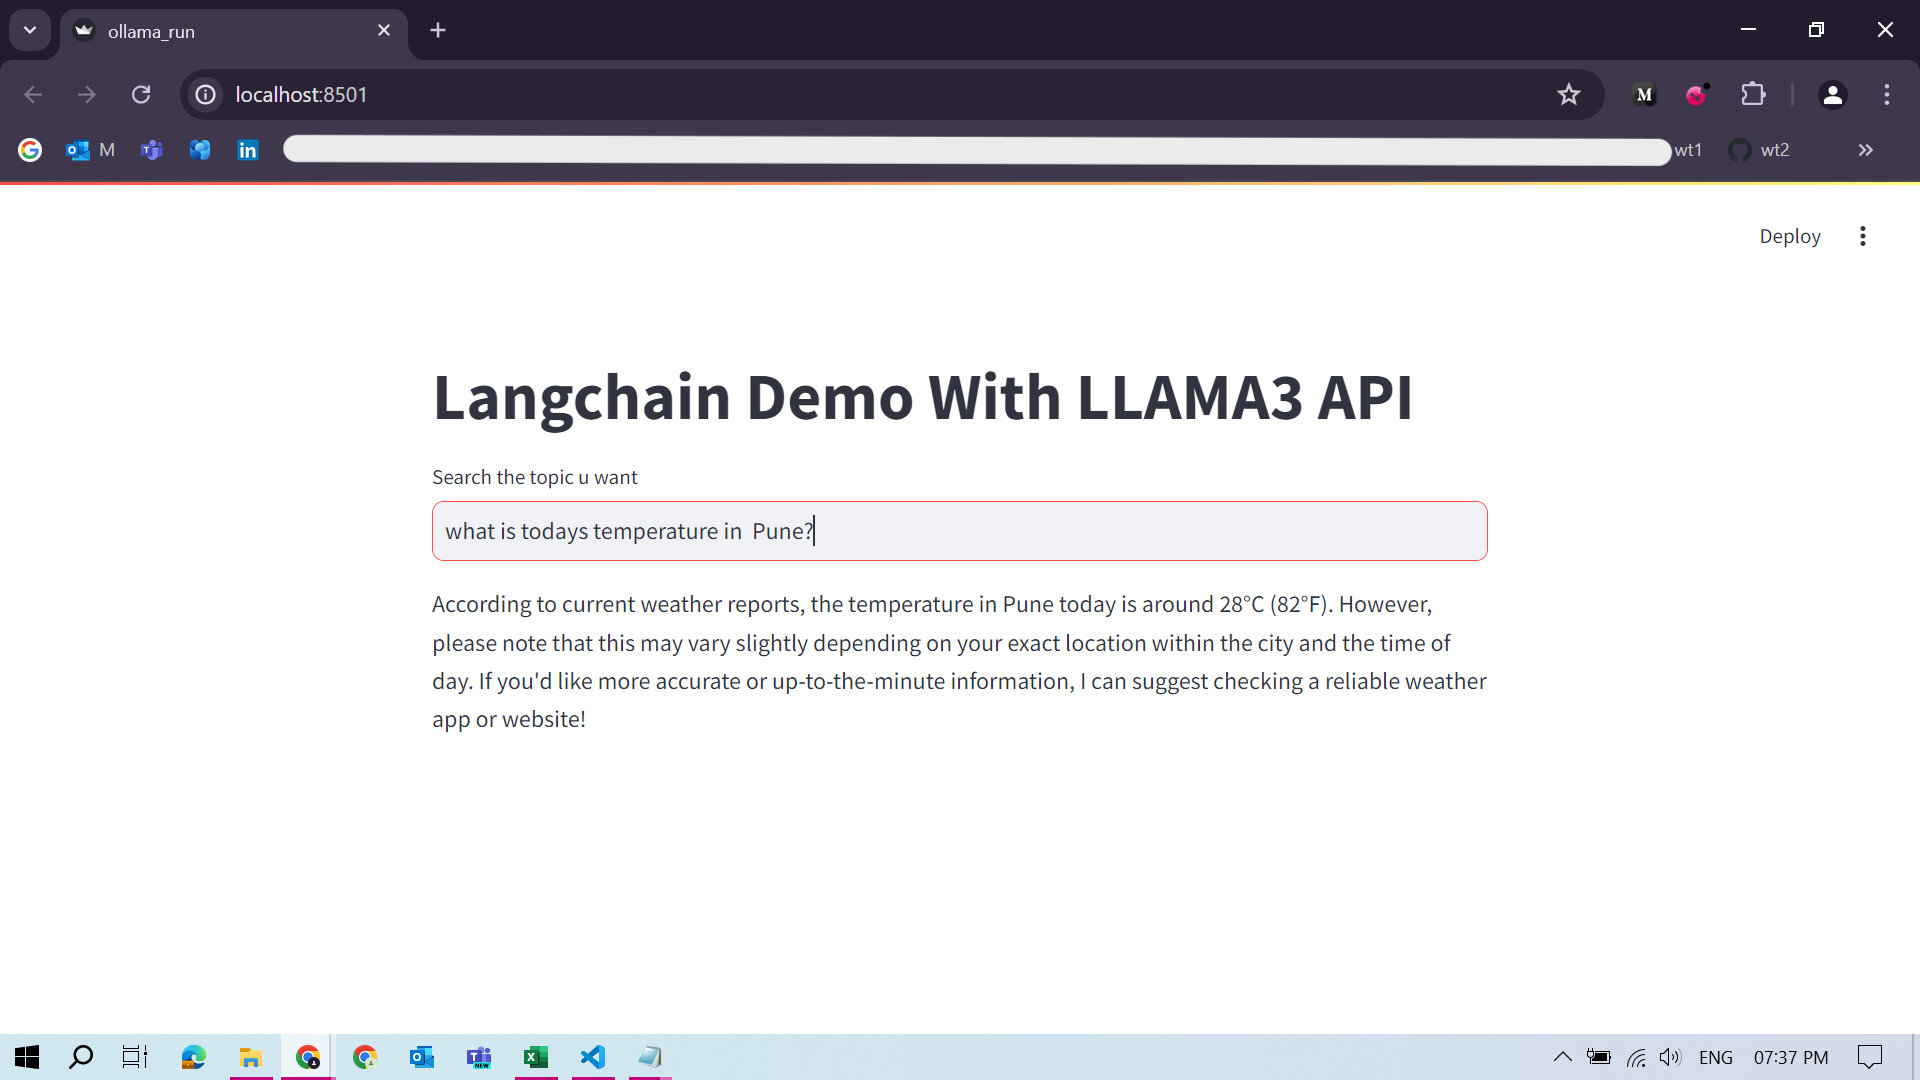 ollama_run
localhost:8501
M
M
wt1
wt2
Deploy
Langchain Demo With LLAMA3 API
Search the topic u want
what is todays temperature in  Pune?
According to current weather reports, the temperature in Pune today is around 28°C (82°F). However,
please note that this may vary slightly depending on your exact location within the city and the time of
day. If you'd like more accurate or up-to-the-minute information, I can suggest checking a reliable weather
app or website!
NEW
ENG
07:37 PM